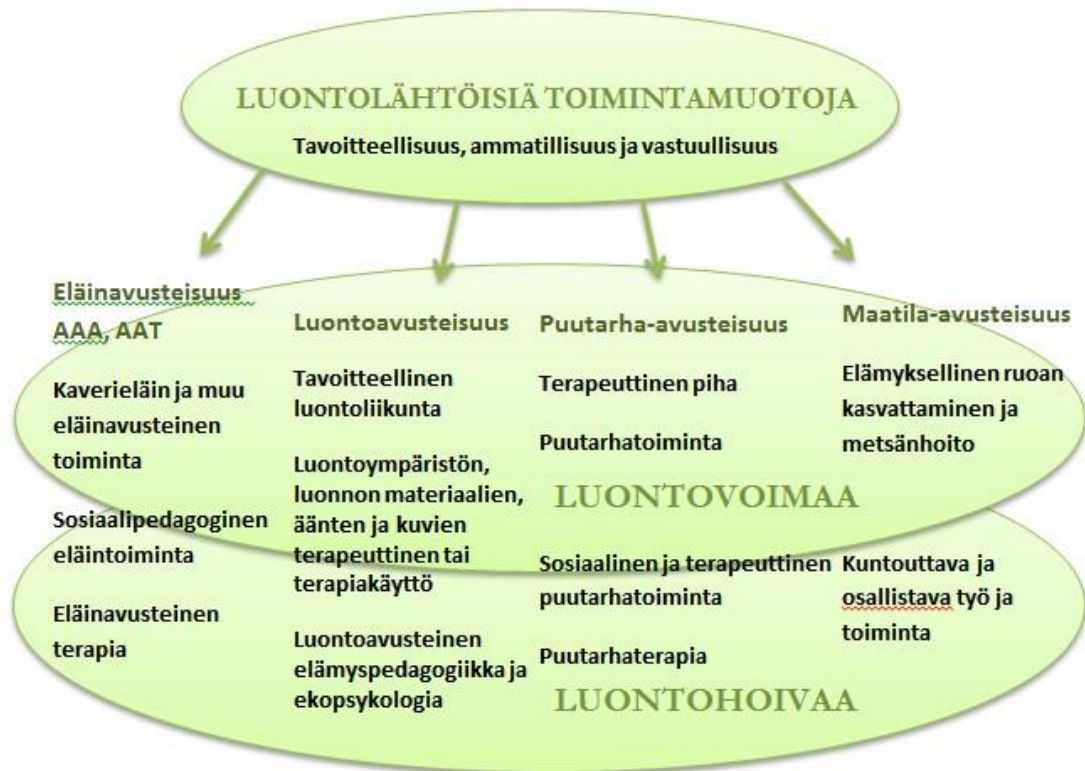 LUONTOLÄHTÖISIÄ TOIMINTAMUOTOJA
Tavoitteellisuus, ammatillisuus ja vastuullisuus
Eläinavusteisuus
AAA, AAT
Kaverieläin ja muu
eläinavusteinen
toiminta
Sosiaalipedagoginen
eläintoiminta
Eläinavusteinen
terapia
Luontoavusteisuus
Tavoitteellinen
luontoliikunta
Luontoympäristön,
luonnon materiaalien,
äänten ja kuvien
terapeuttinen tai
terapiakäyttö
Luontoavusteinen
elämyspedagogiikka ja
ekopsykologia
Puutarha-avusteisuus
Terapeuttinen piha
Puutarhatoiminta
LUONTOVOIMAA
Sosiaalinen ja terapeuttinen
puutarhatoiminta
Puutarhaterapia
LUONTOHOIVAA
Maatila-avusteisuus
Elämyksellinen ruoan
kasvattaminen ja
metsänhoito
Kuntouttava ja
osallistava työ ja
toiminta